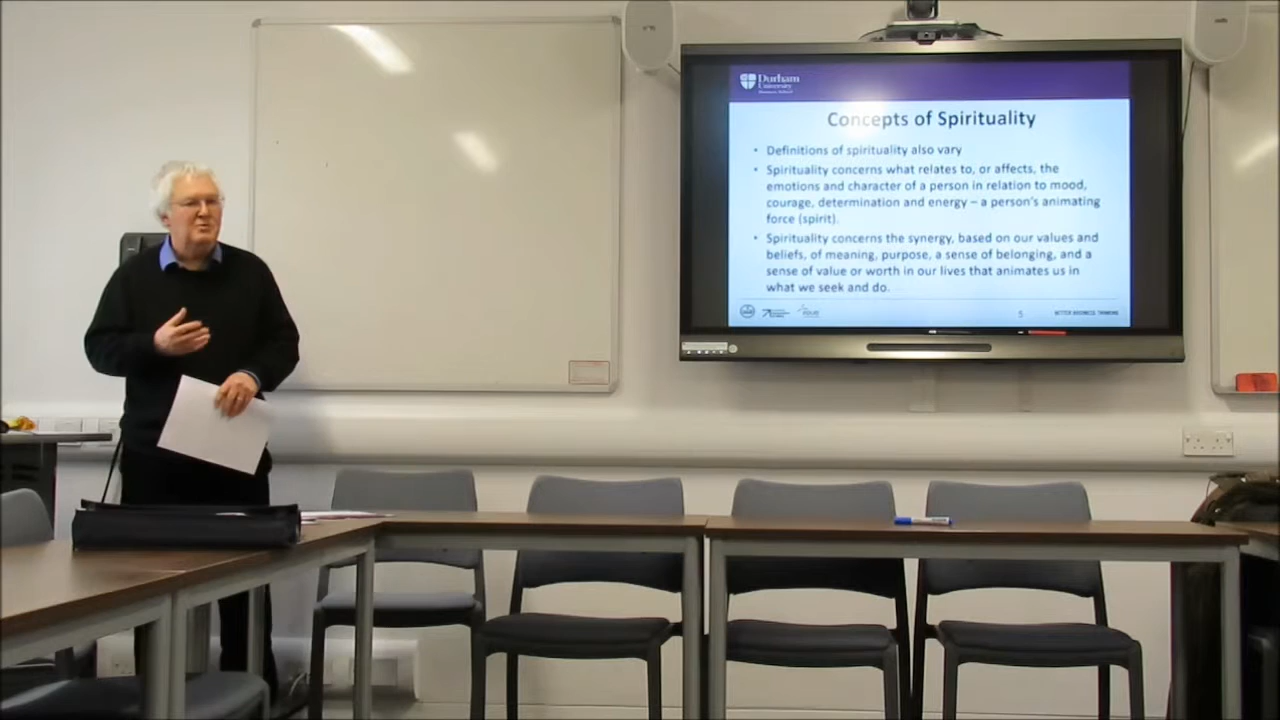 Durham
University
Business School
Concepts of Spirituality
• Definitions of spirituality also vary
• Spirituality concerns what relates to, or affects, the
emotions and character of a person in relation to mood,
courage, determination and energy – a person's animating
force (spirit).
• Spirituality concerns the synergy, based on our values and
beliefs, of meaning, purpose, a sense of belonging, and a
sense of value or worth in our lives that animates us in
what we seek and do.
5
BETTER BUSINESS THINKING